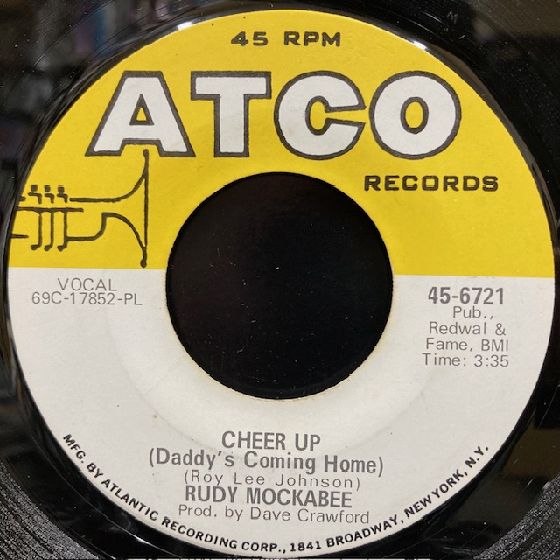 45 RPM
ATCO
RECORDS
VOCAL
69C-17852-PL
45-6721
Pub.,
Redwal &
Fame, BMI
Time: 3:35
CHEER UP
(Daddy's Coming Home)
(Roy Lee Johnson)
RUDY MOCKABEE
Prod. by Dave Crawford
MFG. BY ATLANTIC RECORDING CORP., 1841 BROADWAY, NEW YORK, N.Y.